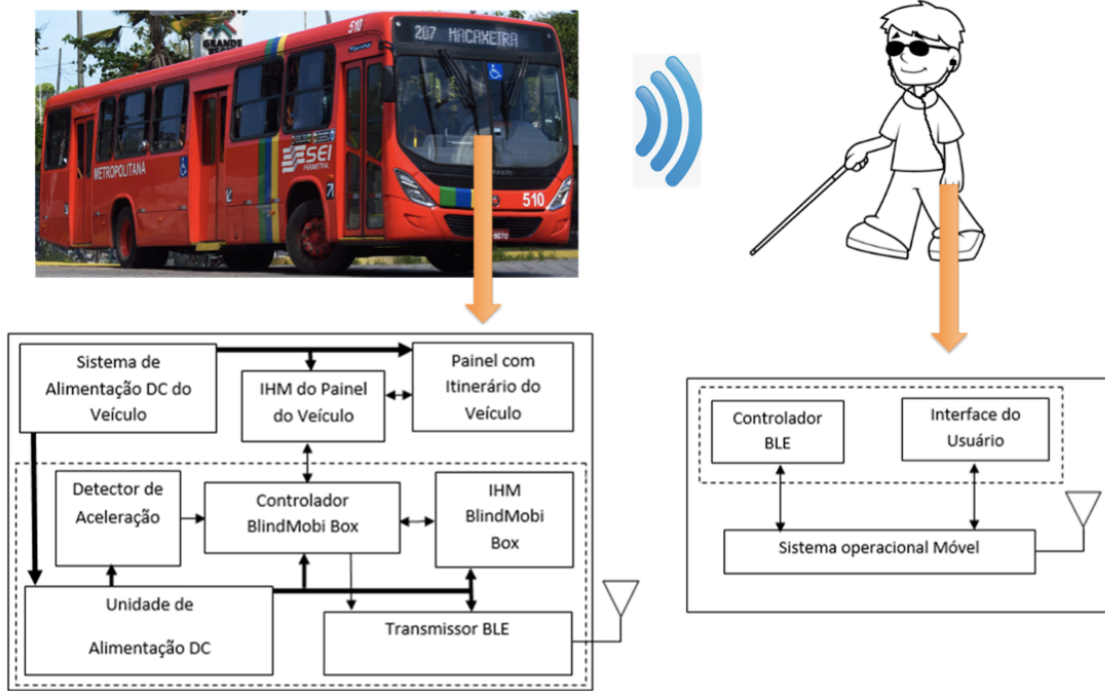 GRANDE
510
207 MACAXEIRA
METROPOLITANA
SEI
510
Sistema de
Alimentação DC do
Veículo
IHM do Painel
do Veículo
Painel com
Itinerário do
Veículo
Detector de
Aceleração
Controlador
BlindMobi Box
IHM
BlindMobi
Box
Unidade de
Alimentação DC
Transmissor BLE
Controlador
BLE
Interface do
Usuário
Sistema operacional Móvel